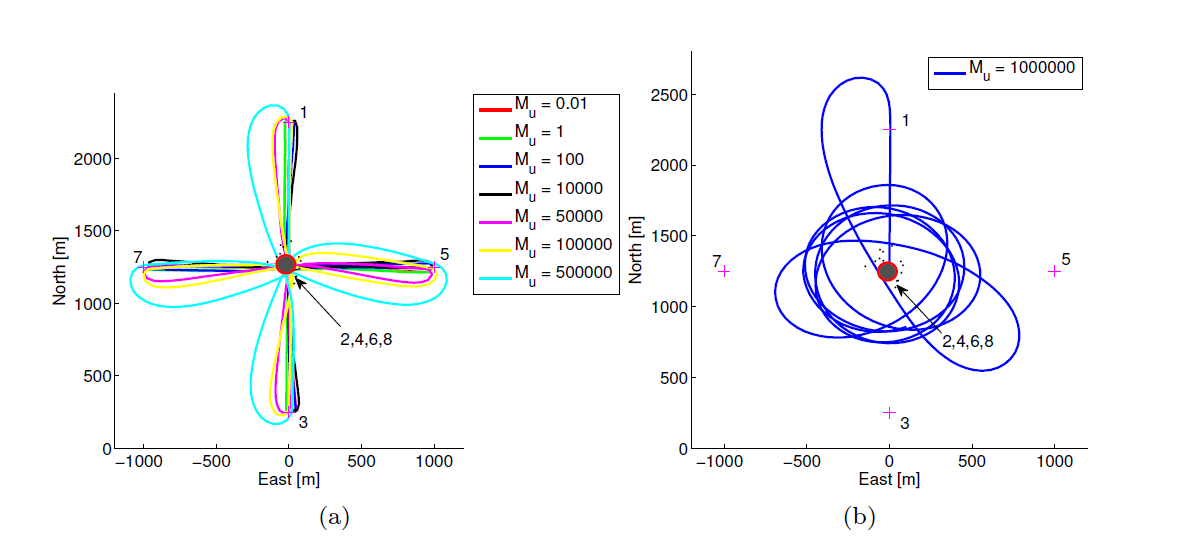 1
2000
1500
7
5
1000
2,4,6,8
500
3
0
−1000 −500 0 500 1000
East [m]
North [m]
M_u = 0.01
M_u = 1
M_u = 100
M_u = 10000
M_u = 50000
M_u = 100000
M_u = 500000
(a)
M_u = 1000000
2500
1
2000
1500
7
5
1000
2,4,6,8
500
3
0
−1000 −500 0 500 1000
East [m]
North [m]
(b)